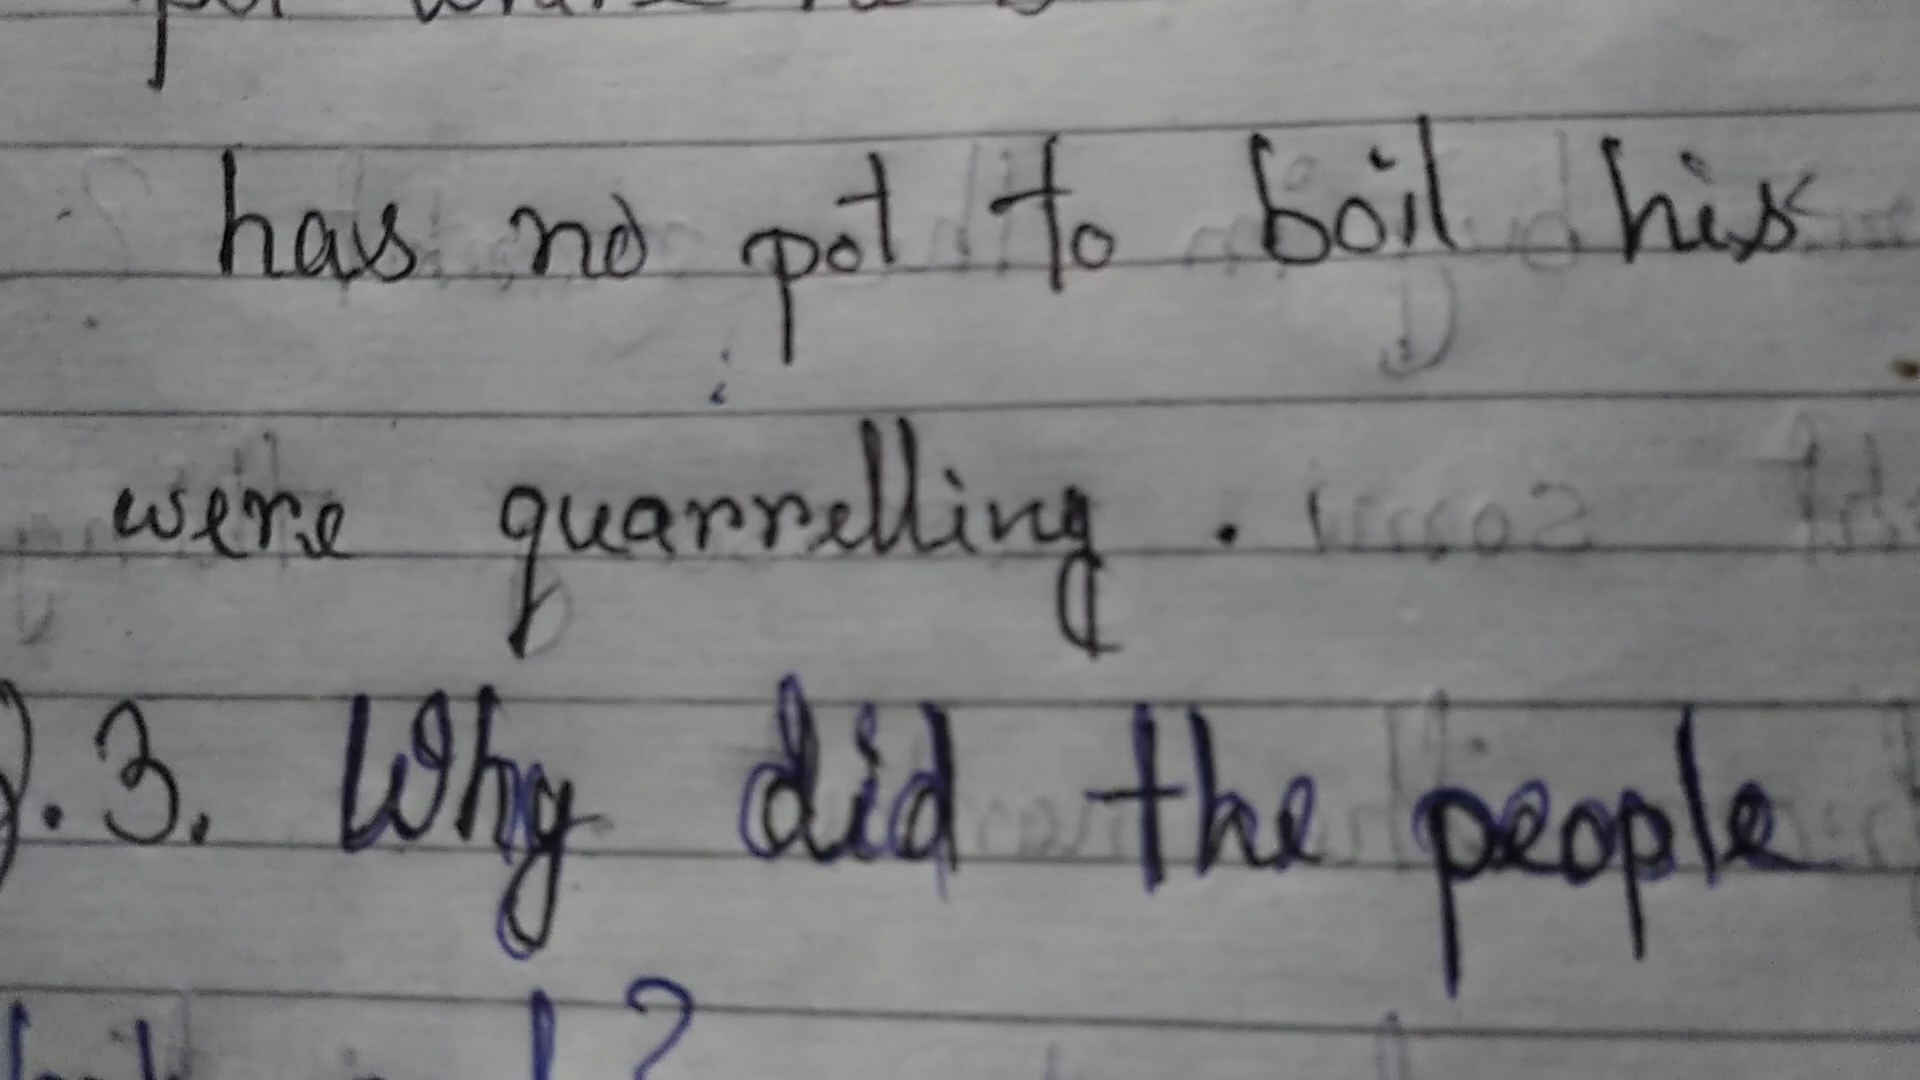 has no pot to boil his
were quarrelling .
Q.3. Why did the people